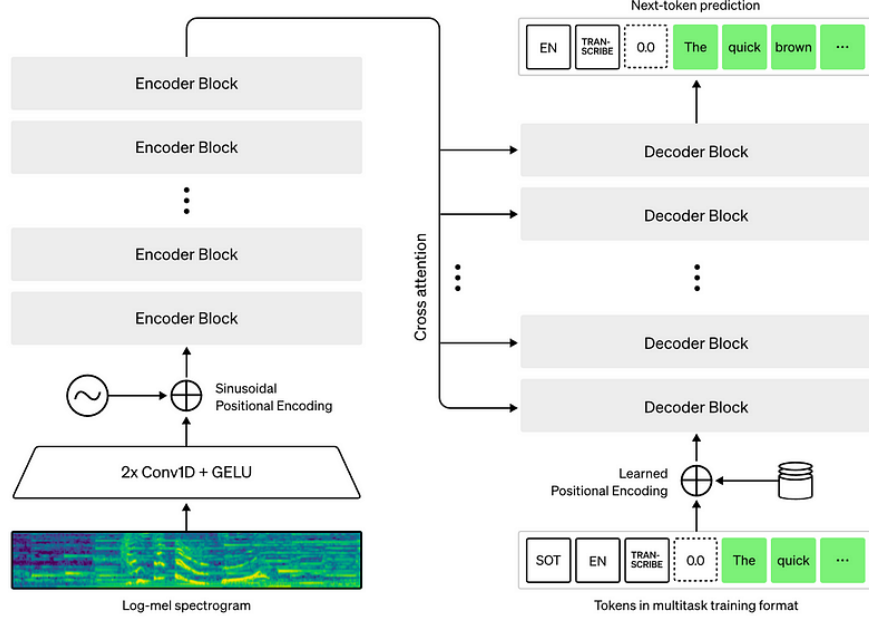 Next-token prediction
EN TRAN-SCRIBE 0.0 The quick brown ...
Encoder Block
Encoder Block
Encoder Block
Encoder Block
Sinusoidal
Positional Encoding
2x Conv1D + GELU
Log-mel spectrogram
Cross attention
Decoder Block
Decoder Block
Decoder Block
Decoder Block
Learned
Positional Encoding
SOT EN TRAN-SCRIBE 0.0 The quick ...
Tokens in multitask training format